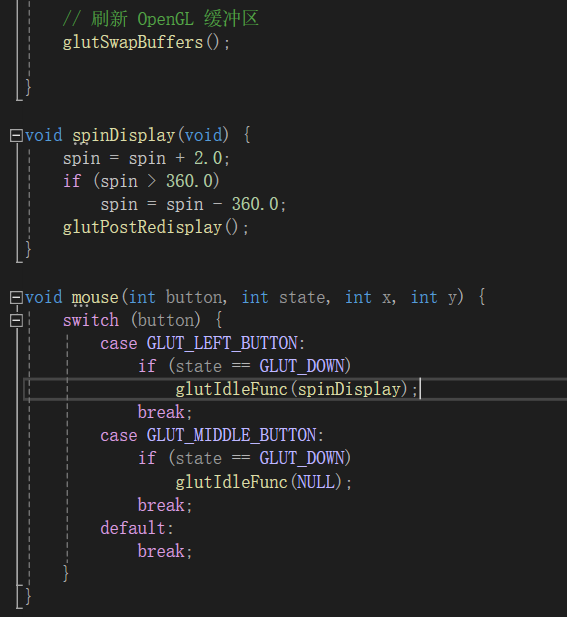 // 刷新 OpenGL 缓冲区
glutSwapBuffers();
}
void spinDisplay(void) {
spin = spin + 2.0;
if (spin > 360.0)
spin = spin - 360.0;
glutPostRedisplay();
}
void mouse(int button, int state, int x, int y) {
switch (button) {
case GLUT_LEFT_BUTTON:
if (state == GLUT_DOWN)
glutIdleFunc(spinDisplay);
break;
case GLUT_MIDDLE_BUTTON:
if (state == GLUT_DOWN)
glutIdleFunc(NULL);
break;
default:
break;
}
}